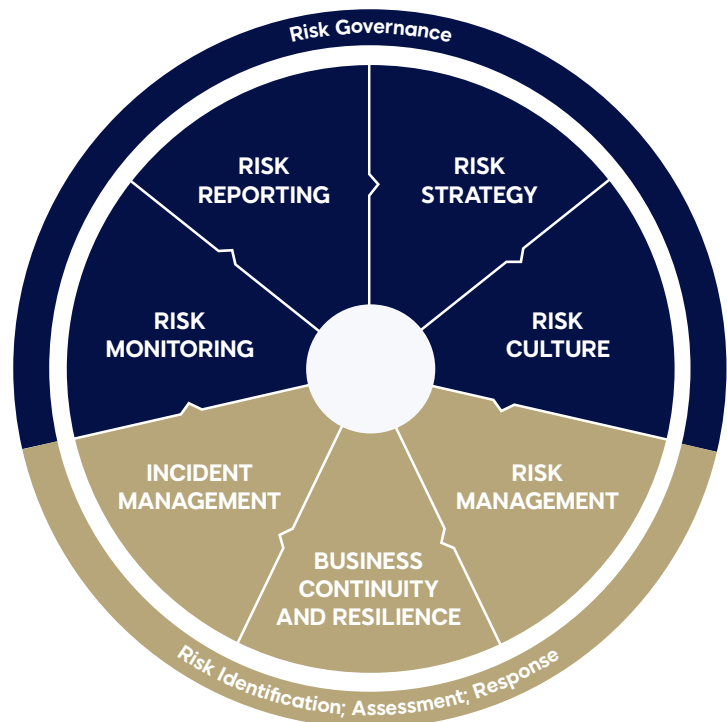 Risk Governance
RISK
REPORTING
RISK
STRATEGY
RISK
MONITORING
RISK
CULTURE
INCIDENT
MANAGEMENT
RISK
MANAGEMENT
BUSINESS
CONTINUITY
AND RESILIENCE
Risk Identification; Assessment; Response